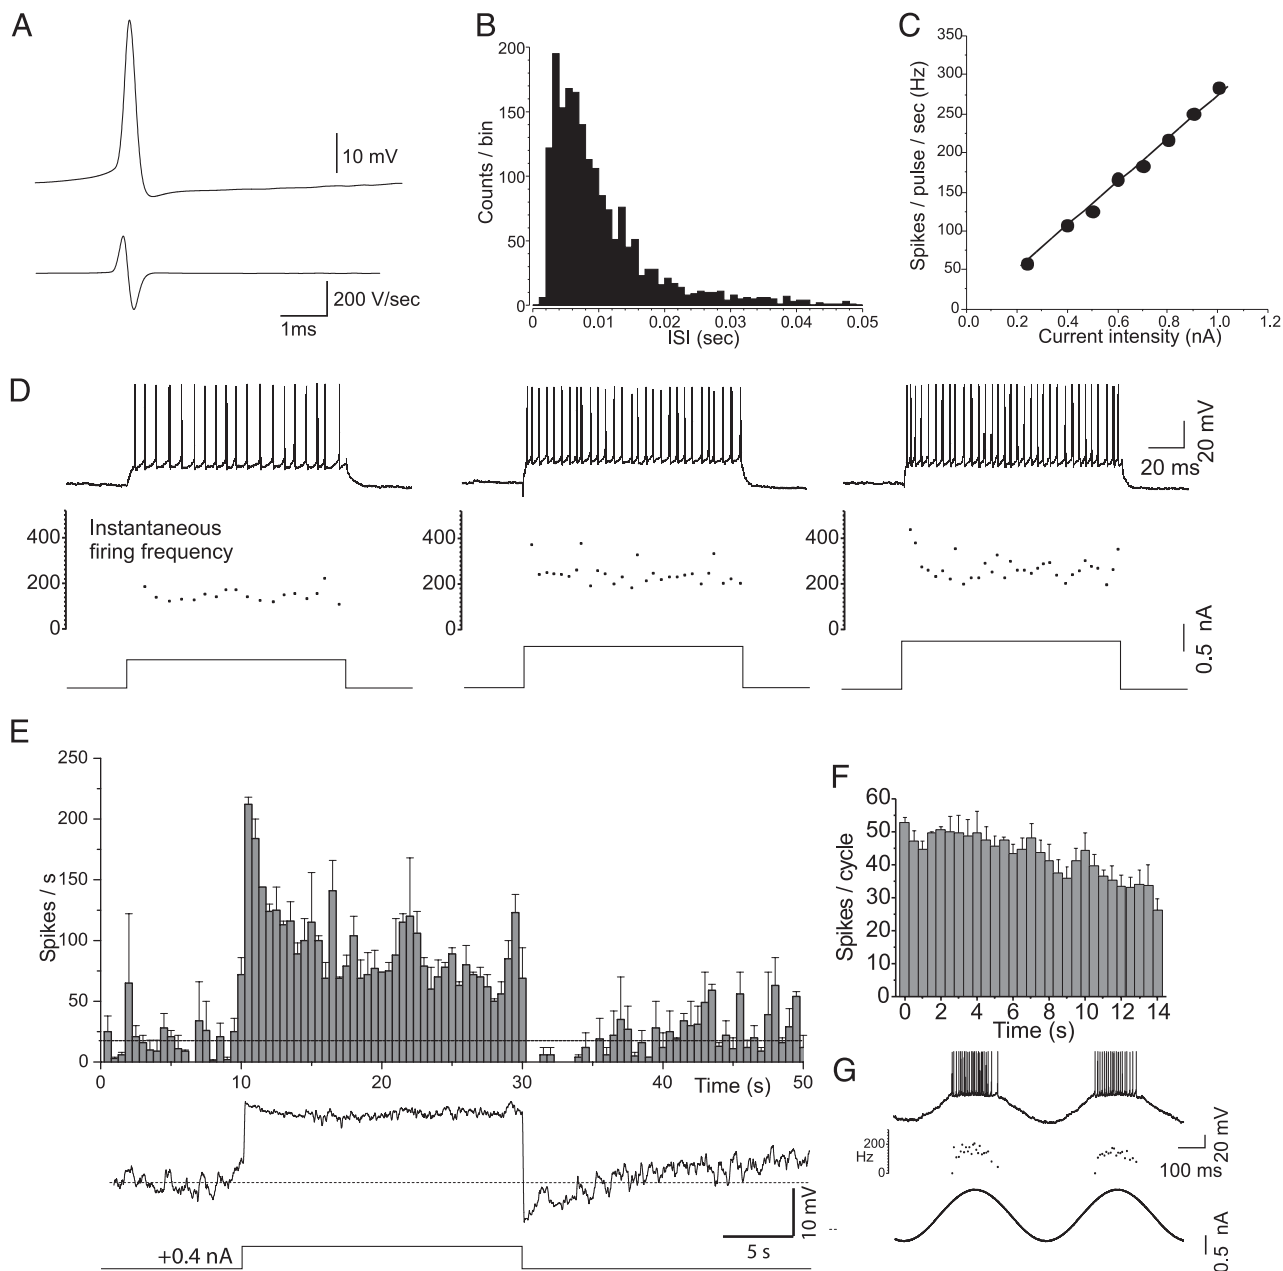 A
10 mV
200 V/sec
1ms
B
Counts / bin
200
150
100
50
0
0
0.01
0.02
0.03
0.04
0.05
ISI (sec)
C
Spikes / pulse / sec (Hz)
350
300
250
200
150
100
50
0
0.0
0.2
0.4
0.6
0.8
1.0
1.2
Current intensity (nA)
D
20 mV
20 ms
Instantaneous
firing frequency
400
200
0
400
200
0
400
200
0
0.5 nA
E
Spikes / s
250
200
150
100
50
0
0
10
20
30
40
50
Time (s)
10 mV
5 s
+0.4 nA
F
Spikes / cycle
60
50
40
30
20
10
0
0
2
4
6
8
10
12
14
Time (s)
G
200
Hz
0
20 mV
100 ms
0.5 nA